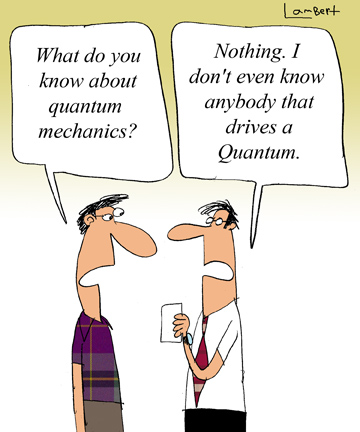 Lambert
What do you
know about
quantum
mechanics?
Nothing. I
don't even know
anybody that
drives a
Quantum.